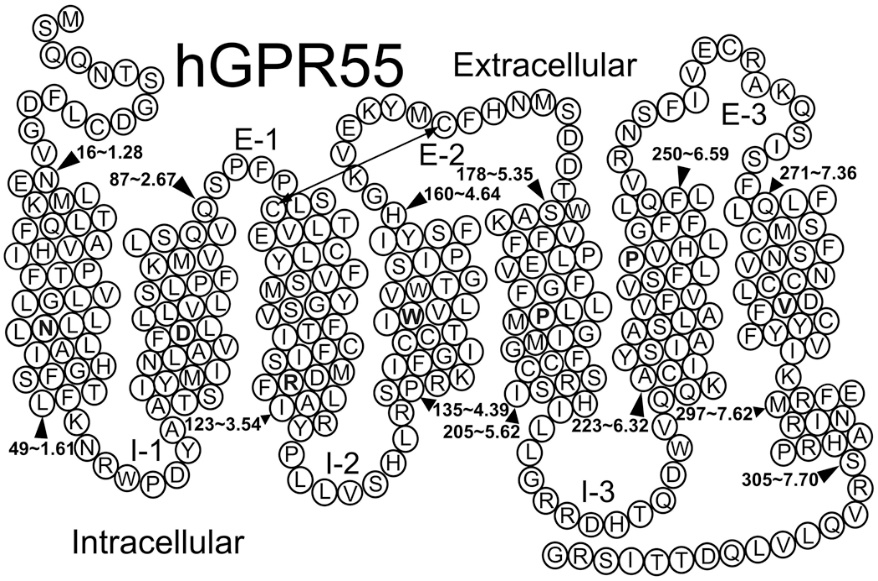 hGPR55
Extracellular
E-1
E-2
E-3
16~1.28
87~2.67
160~4.64
178~5.35
250~6.59
271~7.36
M S Q Q N T S G D C L F D G V
E N
K M L
F Q L T
I H V A
F T P
L G L V
L N L L
I A L
S F G H
L F T
K N R W P D Y A
Q S P F P
K M V
S L P F
L L V L
F D L
I Y M I
A T S
C L S
E V L T
Y L C
M S V F
V S G Y
I T F
S I F C
F R D M
I A L
Y R
P L L V S H L R
G K V E K Y M C F H N M S D D T
H
I Y S F
S I P
V W T G
I W V L
C C T
I F G I
S P R K
K A S W
F F V
V E L P
F G F
M P L L
M I G
G C C F
I S R S
I H
L L G R R D H T Q D W V
V R N S F I V E C R A K Q S I S F
L Q F L
G F F
P V H L
V S F L
V F V
A S L A
Y S I A
A C I
Q Q K
L Q L F
C M S
V N S F
L C C N
F V D
F Y Y C
I V
K
M R F E
R I N
P R H A
S R V Q V L Q D T T I S R G
49~1.61
123~3.54
135~4.39
205~5.62
223~6.32
297~7.62
305~7.70
I-1
I-2
I-3
Intracellular